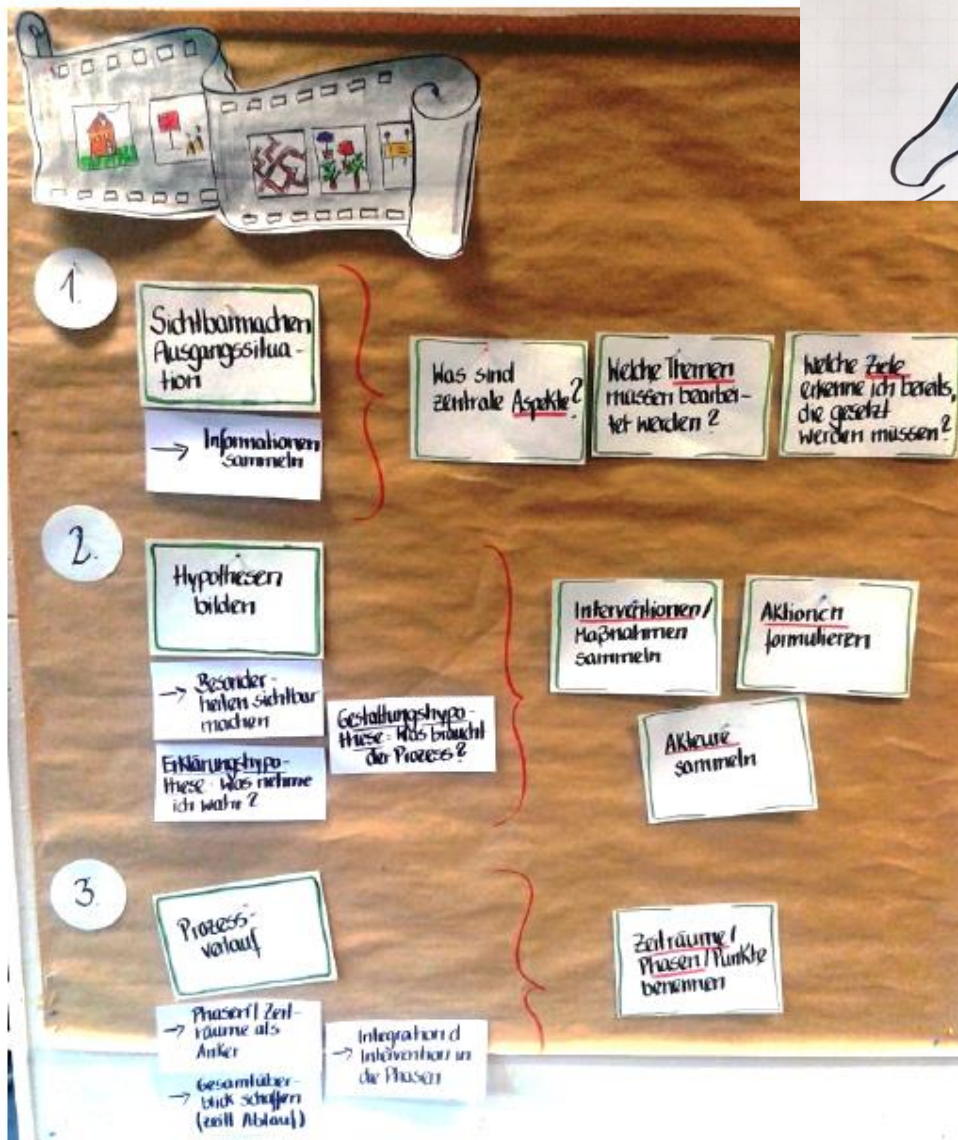 1.
Sichtbarmachen
Ausgangssitua-
tion
→ Informationen
sammeln
Was sind
zentrale Aspekte?
Welche Themen
müssen bearbei-
tet werden?
Welche Ziele
erkenne ich bereits,
die gesetzt
werden müssen?
2.
Hypothesen
bilden
→ Besonder-
heiten sichtbar
machen
Erklärungshypo-
these: Was nehme
ich wahr?
Gestaltungshypo-
these: Was braucht
der Prozess?
Interventionen/
Maßnahmen
sammeln
Aktionen
formulieren
Akteure
sammeln
3.
Prozess-
verlauf
→ Phasen/Zeit-
räume als
Anker
→ Gesamtüber-
blick schaffen
(zeitl Ablauf)
→ Integration d
Intervention in
die Phasen
Zeiträume/
Phasen/Punkte
benennen